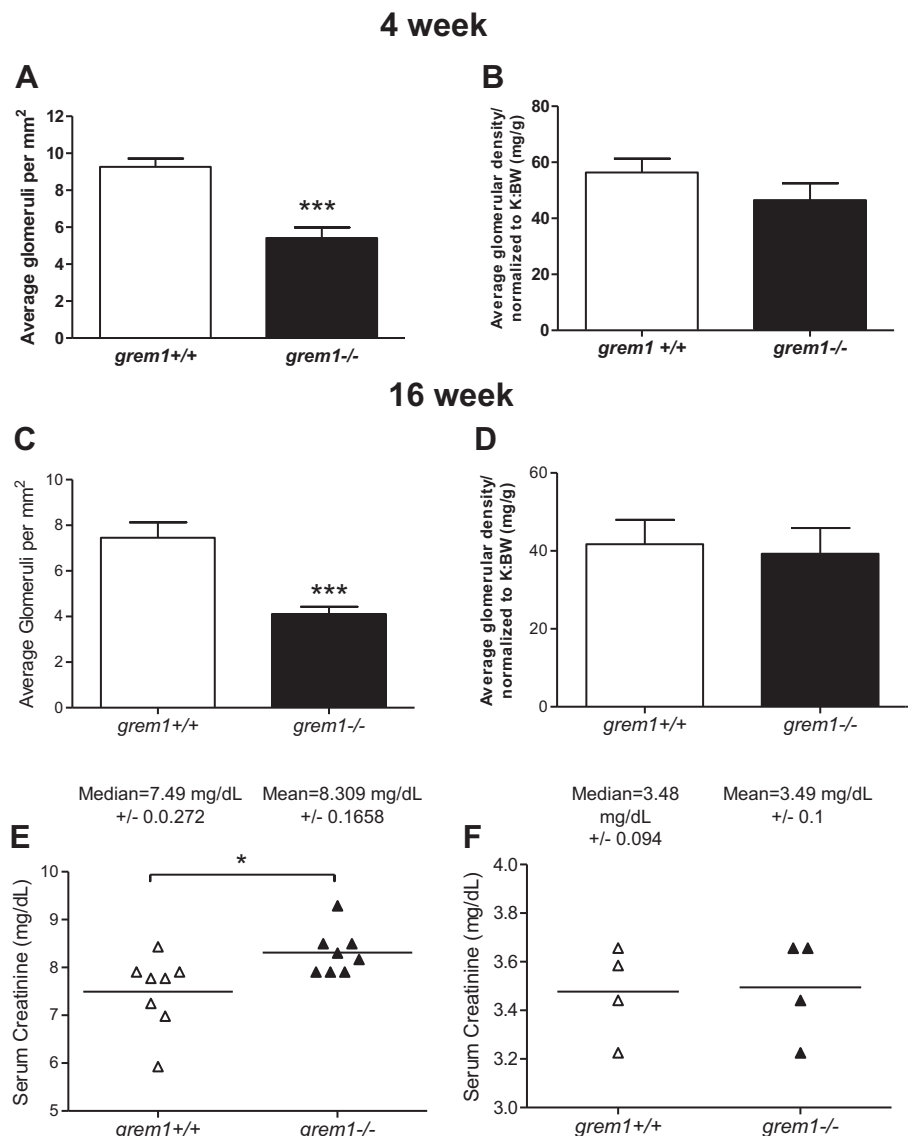 4 week
A
Average glomeruli per mm²
12
10
8
6
4
2
0
***
grem1+/+
grem1-/-
B
Average glomerular density/
normalized to K:BW (mg/g)
80
60
40
20
0
grem1 +/+
grem1-/-
16 week
C
Average Glomeruli per mm²
10
8
6
4
2
0
***
grem1+/+
grem1-/-
D
Average glomerular density/
normalized to K:BW (mg/g)
60
40
20
0
grem1+/+
grem1-/-
Median=7.49 mg/dL
+/- 0.0.272
Mean=8.309 mg/dL
+/- 0.1658
E
Serum Creatinine (mg/dL)
10
9
8
7
6
5
*
grem1+/+
grem1-/-
Median=3.48
mg/dL
+/- 0.094
Mean=3.49 mg/dL
+/- 0.1
F
Serum Creatinine (mg/dL)
4.0
3.8
3.6
3.4
3.2
3.0
grem1+/+
grem1-/-